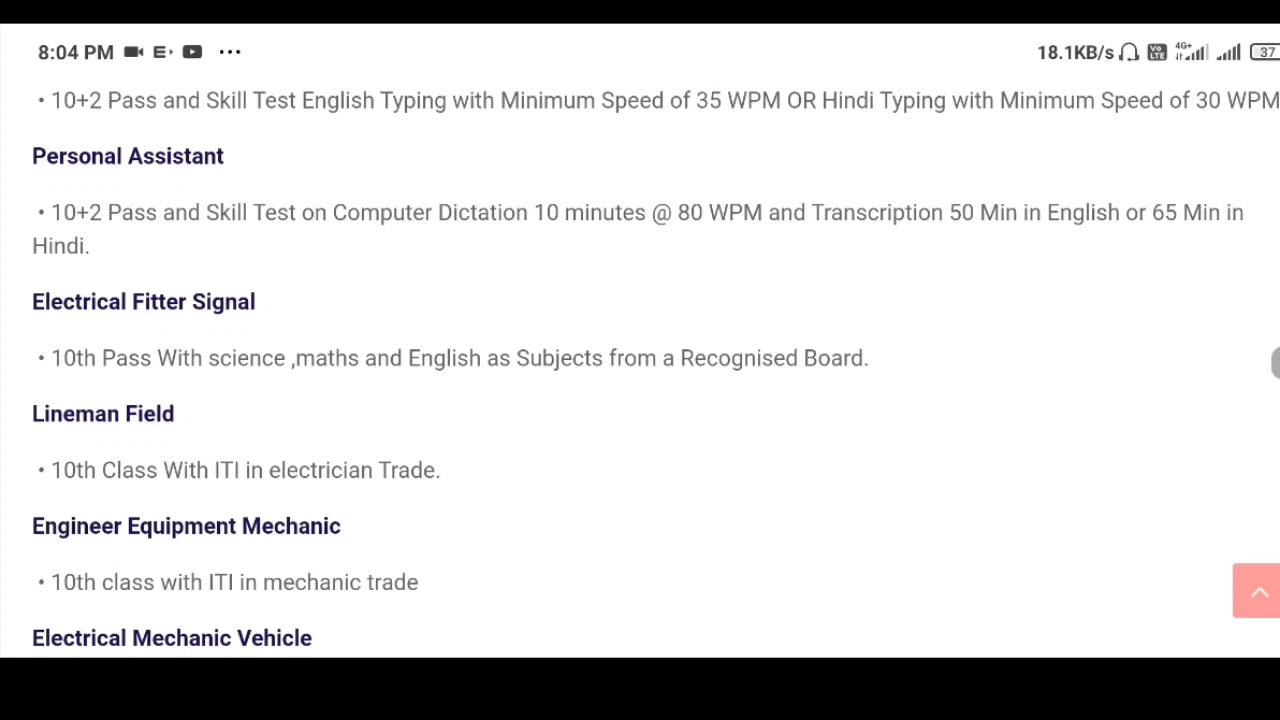 8:04 PM E ...
18.1KB/s Vo LTE 4G+ 37
• 10+2 Pass and Skill Test English Typing with Minimum Speed of 35 WPM OR Hindi Typing with Minimum Speed of 30 WPM
Personal Assistant
• 10+2 Pass and Skill Test on Computer Dictation 10 minutes @ 80 WPM and Transcription 50 Min in English or 65 Min in
Hindi.
Electrical Fitter Signal
• 10th Pass With science ,maths and English as Subjects from a Recognised Board.
Lineman Field
• 10th Class With ITI in electrician Trade.
Engineer Equipment Mechanic
• 10th class with ITI in mechanic trade
Electrical Mechanic Vehicle